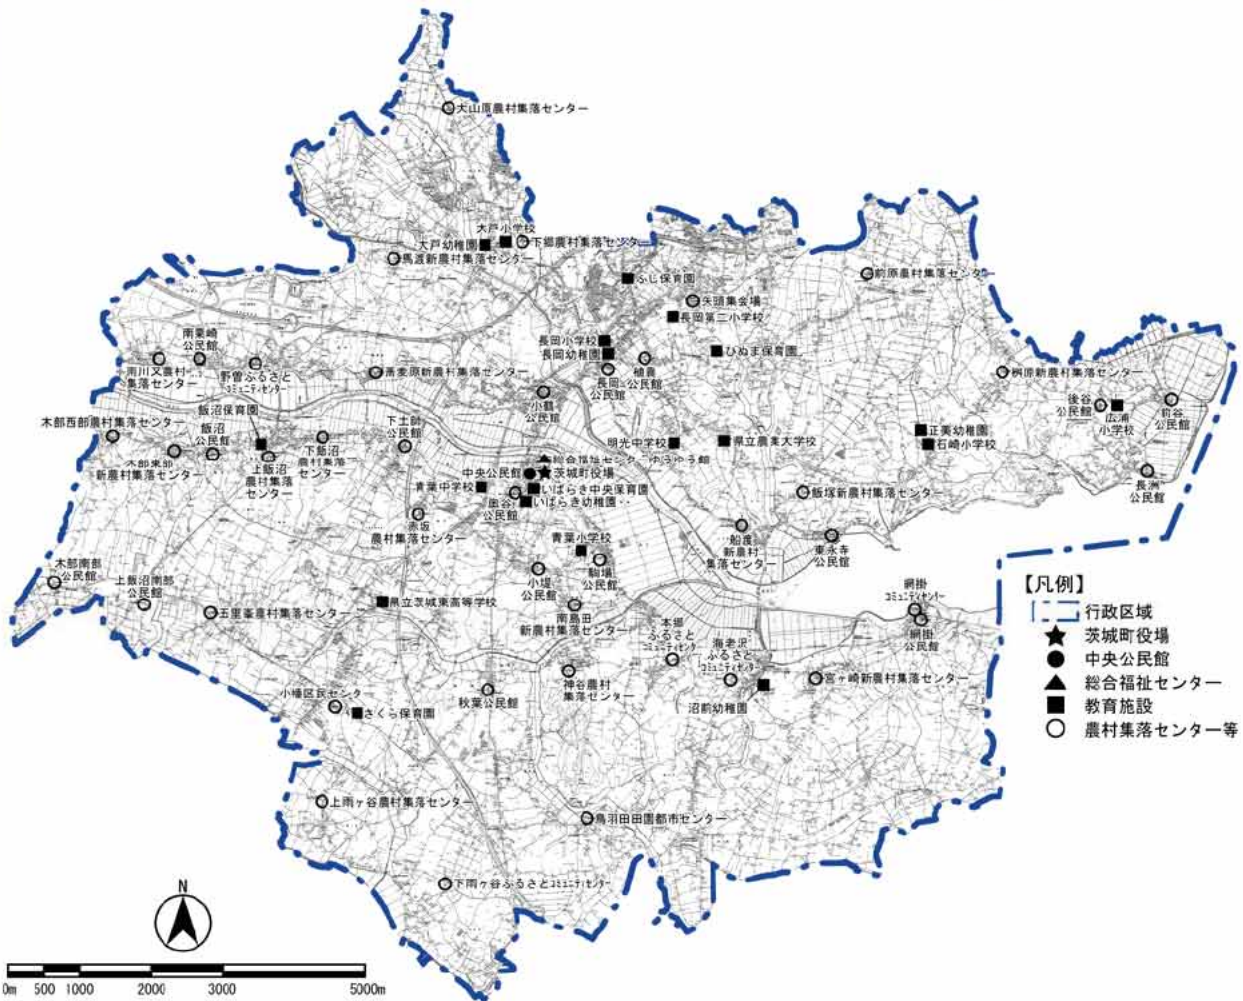 大山原農村集落センター
大戸小学校
大戸幼稚園
下郷農村集落センター
馬渡新農村集落センター
ふじ保育園
前原農村集落センター
矢頭集会場
長岡第二小学校
南栗崎
公民館
長岡小学校
長岡幼稚園
ひぬま保育園
南川又農村
集落センター
野曽ふるさと
コミュニティセンター
蕎麦原新農村集落センター
長岡
公民館
植農
公民館
桝原新農村集落センター
小鶴
公民館
後谷
公民館
広浦
小学校
前谷
公民館
木部西部農村集落センター
飯沼保育園
飯沼
公民館
下土師
公民館
木部東部
新農村集落センター
上飯沼
農村集落
センター
下飯沼
農村集落
センター
明光中学校
県立農業大学校
正美幼稚園
石崎小学校
総合福祉センターゆうゆう館
中央公民館
茨城町役場
長洲
公民館
青葉中学校
いばらき中央保育園
飯塚新農村集落センター
いばらき幼稚園
赤坂
農村集落センター
船渡
新農村
集落センター
東永寺
公民館
青葉小学校
駒場
公民館
小堤
公民館
木部南部
公民館
上飯沼南部
公民館
五里峯農村集落センター
県立茨城東高等学校
南島田
新農村集落センター
網掛
コミュニティセンター
網掛
公民館
本郷
ふるさと
コミュニティセンター
海老沢
ふるさと
コミュニティセンター
神谷農村
集落センター
宮ヶ崎新農村集落センター
小幡区民センター
さくら保育園
秋葉公民館
沼前幼稚園
上雨ヶ谷農村集落センター
鳥羽田田園都市センター
下雨ヶ谷ふるさとコミュニティセンター
【凡例】
行政区域
茨城町役場
中央公民館
総合福祉センター
教育施設
農村集落センター等
N
0m 500 1000 2000 3000 5000m